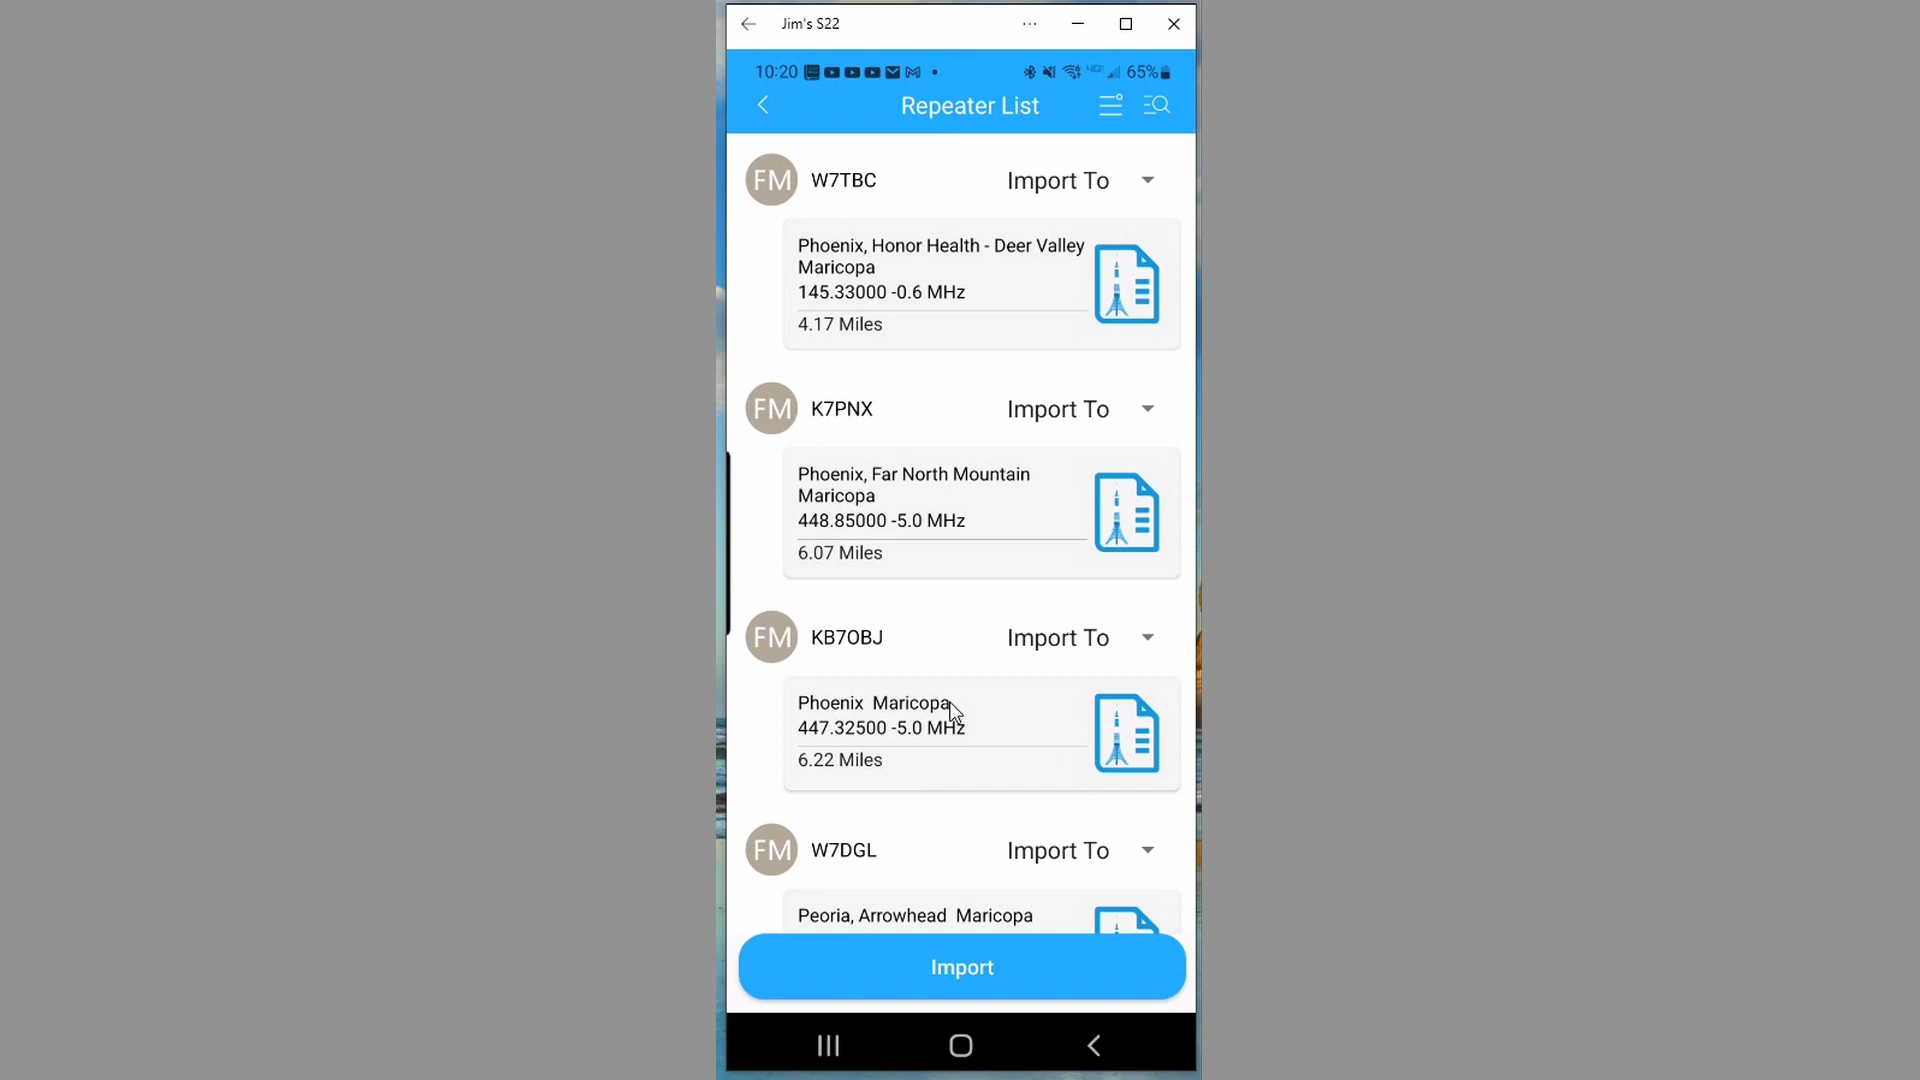 Jim's S22
10:20
4G 65%
Repeater List
FM W7TBC Import To
Phoenix, Honor Health - Deer Valley
Maricopa
145.33000 -0.6 MHz
4.17 Miles
FM K7PNX Import To
Phoenix, Far North Mountain
Maricopa
448.85000 -5.0 MHz
6.07 Miles
FM KB7OBJ Import To
Phoenix  Maricopa
447.32500 -5.0 MHz
6.22 Miles
FM W7DGL Import To
Peoria, Arrowhead  Maricopa
Import